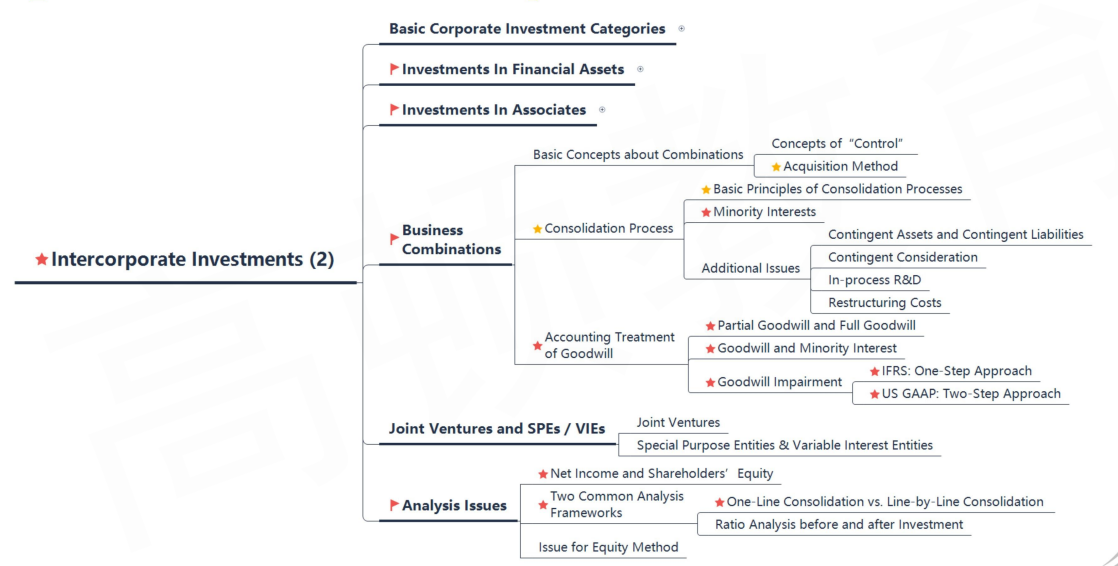 Basic Corporate Investment Categories
Investments In Financial Assets
Investments In Associates
Intercorporate Investments (2)
Business
Combinations
Basic Concepts about Combinations
Concepts of “Control”
Acquisition Method
Consolidation Process
Basic Principles of Consolidation Processes
Minority Interests
Additional Issues
Contingent Assets and Contingent Liabilities
Contingent Consideration
In-process R&D
Restructuring Costs
Accounting Treatment
of Goodwill
Partial Goodwill and Full Goodwill
Goodwill and Minority Interest
Goodwill Impairment
IFRS: One-Step Approach
US GAAP: Two-Step Approach
Joint Ventures and SPEs / VIEs
Joint Ventures
Special Purpose Entities & Variable Interest Entities
Analysis Issues
Net Income and Shareholders’ Equity
Two Common Analysis
Frameworks
One-Line Consolidation vs. Line-by-Line Consolidation
Ratio Analysis before and after Investment
Issue for Equity Method
高顿教育